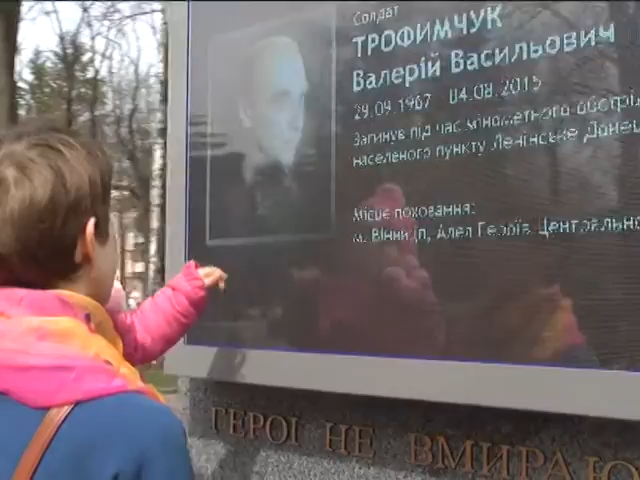 Солдат
ТРОФИМЧУК
Валерій Васильович
29.09.1967 04.08.2015
Загинув під час мінометного обстрілу
населеного пункту Ленінське Донец
Місце поховання:
м. Вінниця, Алея Героїв, Центрально
ГЕРОЇ НЕ ВМИРАЮ